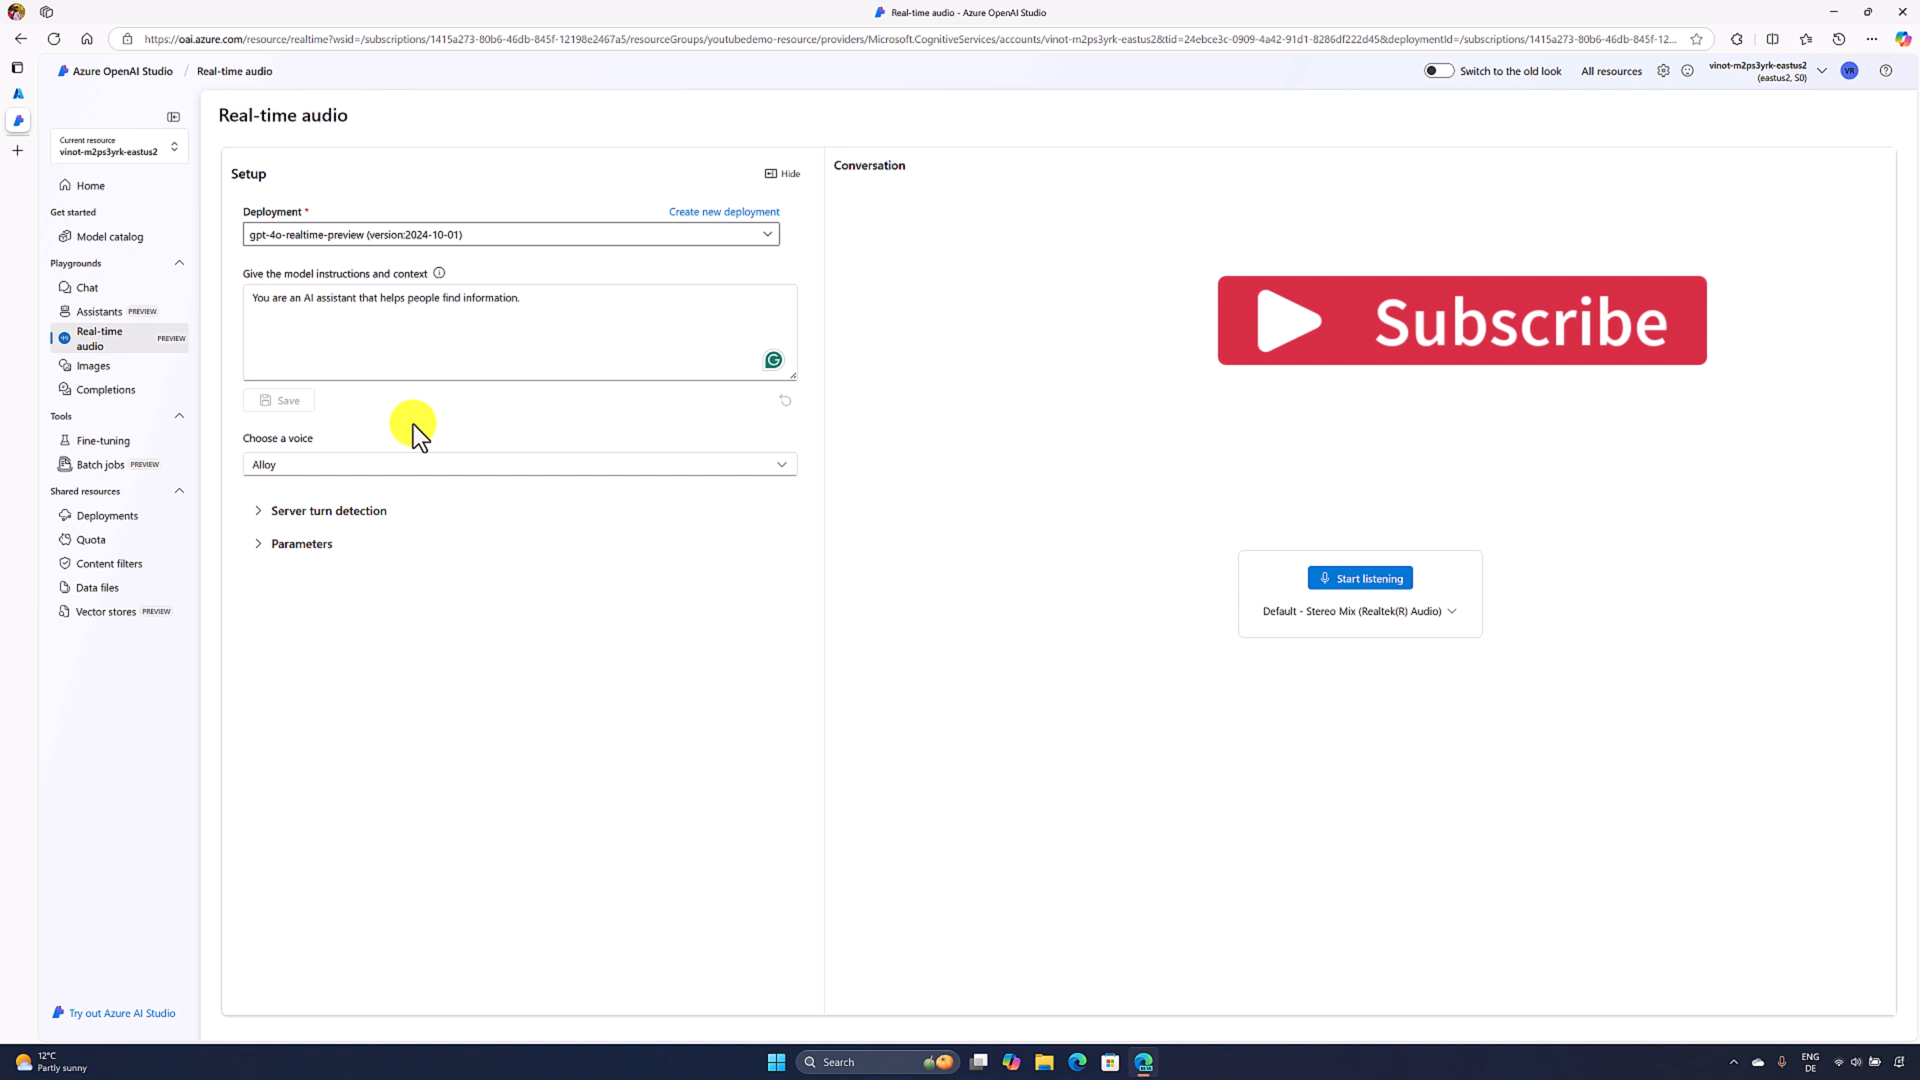 Real-time audio - Azure OpenAI Studio
https://oai.azure.com/resource/realtime?wsid=/subscriptions/1415a273-80b6-46db-845f-12198e2467a5/resourceGroups/youtubedemo-resource/providers/Microsoft.CognitiveServices/accounts/vinot-m2ps3yrk-eastus2&tid=24ebce3c-0909-4a42-91d1-8286df222d45&deploymentId=/subscriptions/1415a273-80b6-46db-845f-12...
Azure OpenAI Studio / Real-time audio
Switch to the old look
All resources
vinot-m2ps3yrk-eastus2
(eastus2, S0)
VR
Current resource
vinot-m2ps3yrk-eastus2
Home
Get started
Model catalog
Playgrounds
Chat
Assistants PREVIEW
Real-time audio PREVIEW
Images
Completions
Tools
Fine-tuning
Batch jobs PREVIEW
Shared resources
Deployments
Quota
Content filters
Data files
Vector stores PREVIEW
Try out Azure AI Studio
Real-time audio
Setup
Hide
Deployment *
Create new deployment
gpt-4o-realtime-preview (version:2024-10-01)
Give the model instructions and context
You are an AI assistant that helps people find information.
Save
Choose a voice
Alloy
Server turn detection
Parameters
Conversation
Subscribe
Start listening
Default - Stereo Mix (Realtek(R) Audio)
12°C
Partly sunny
Search
ENG
DE